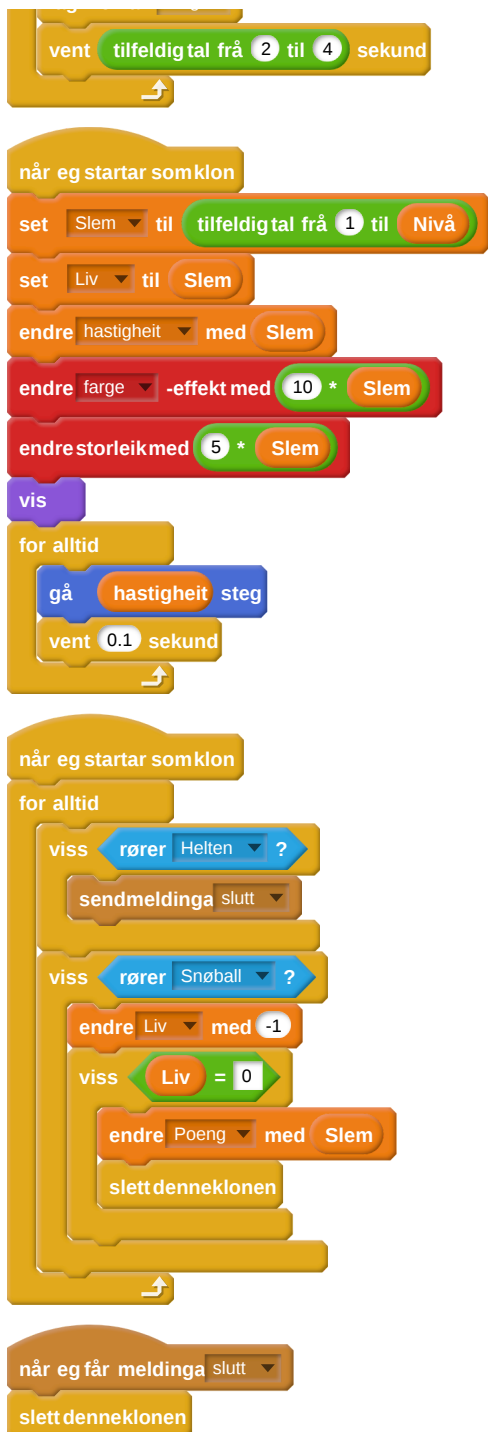 vent tilfeldig tal frå 2 til 4 sekund
når eg startar som klon
set Slem til tilfeldig tal frå 1 til Nivå
set Liv til Slem
endre hastigheit med Slem
endre farge -effekt med 10 * Slem
endre storleik med 5 * Slem
vis
for alltid
gå hastigheit steg
vent 0.1 sekund
når eg startar som klon
for alltid
viss rører Helten ?
send meldinga slutt
viss rører Snøball ?
endre Liv med -1
viss Liv = 0
endre Poeng med Slem
slett denne klonen
når eg får meldinga slutt
slett denne klonen